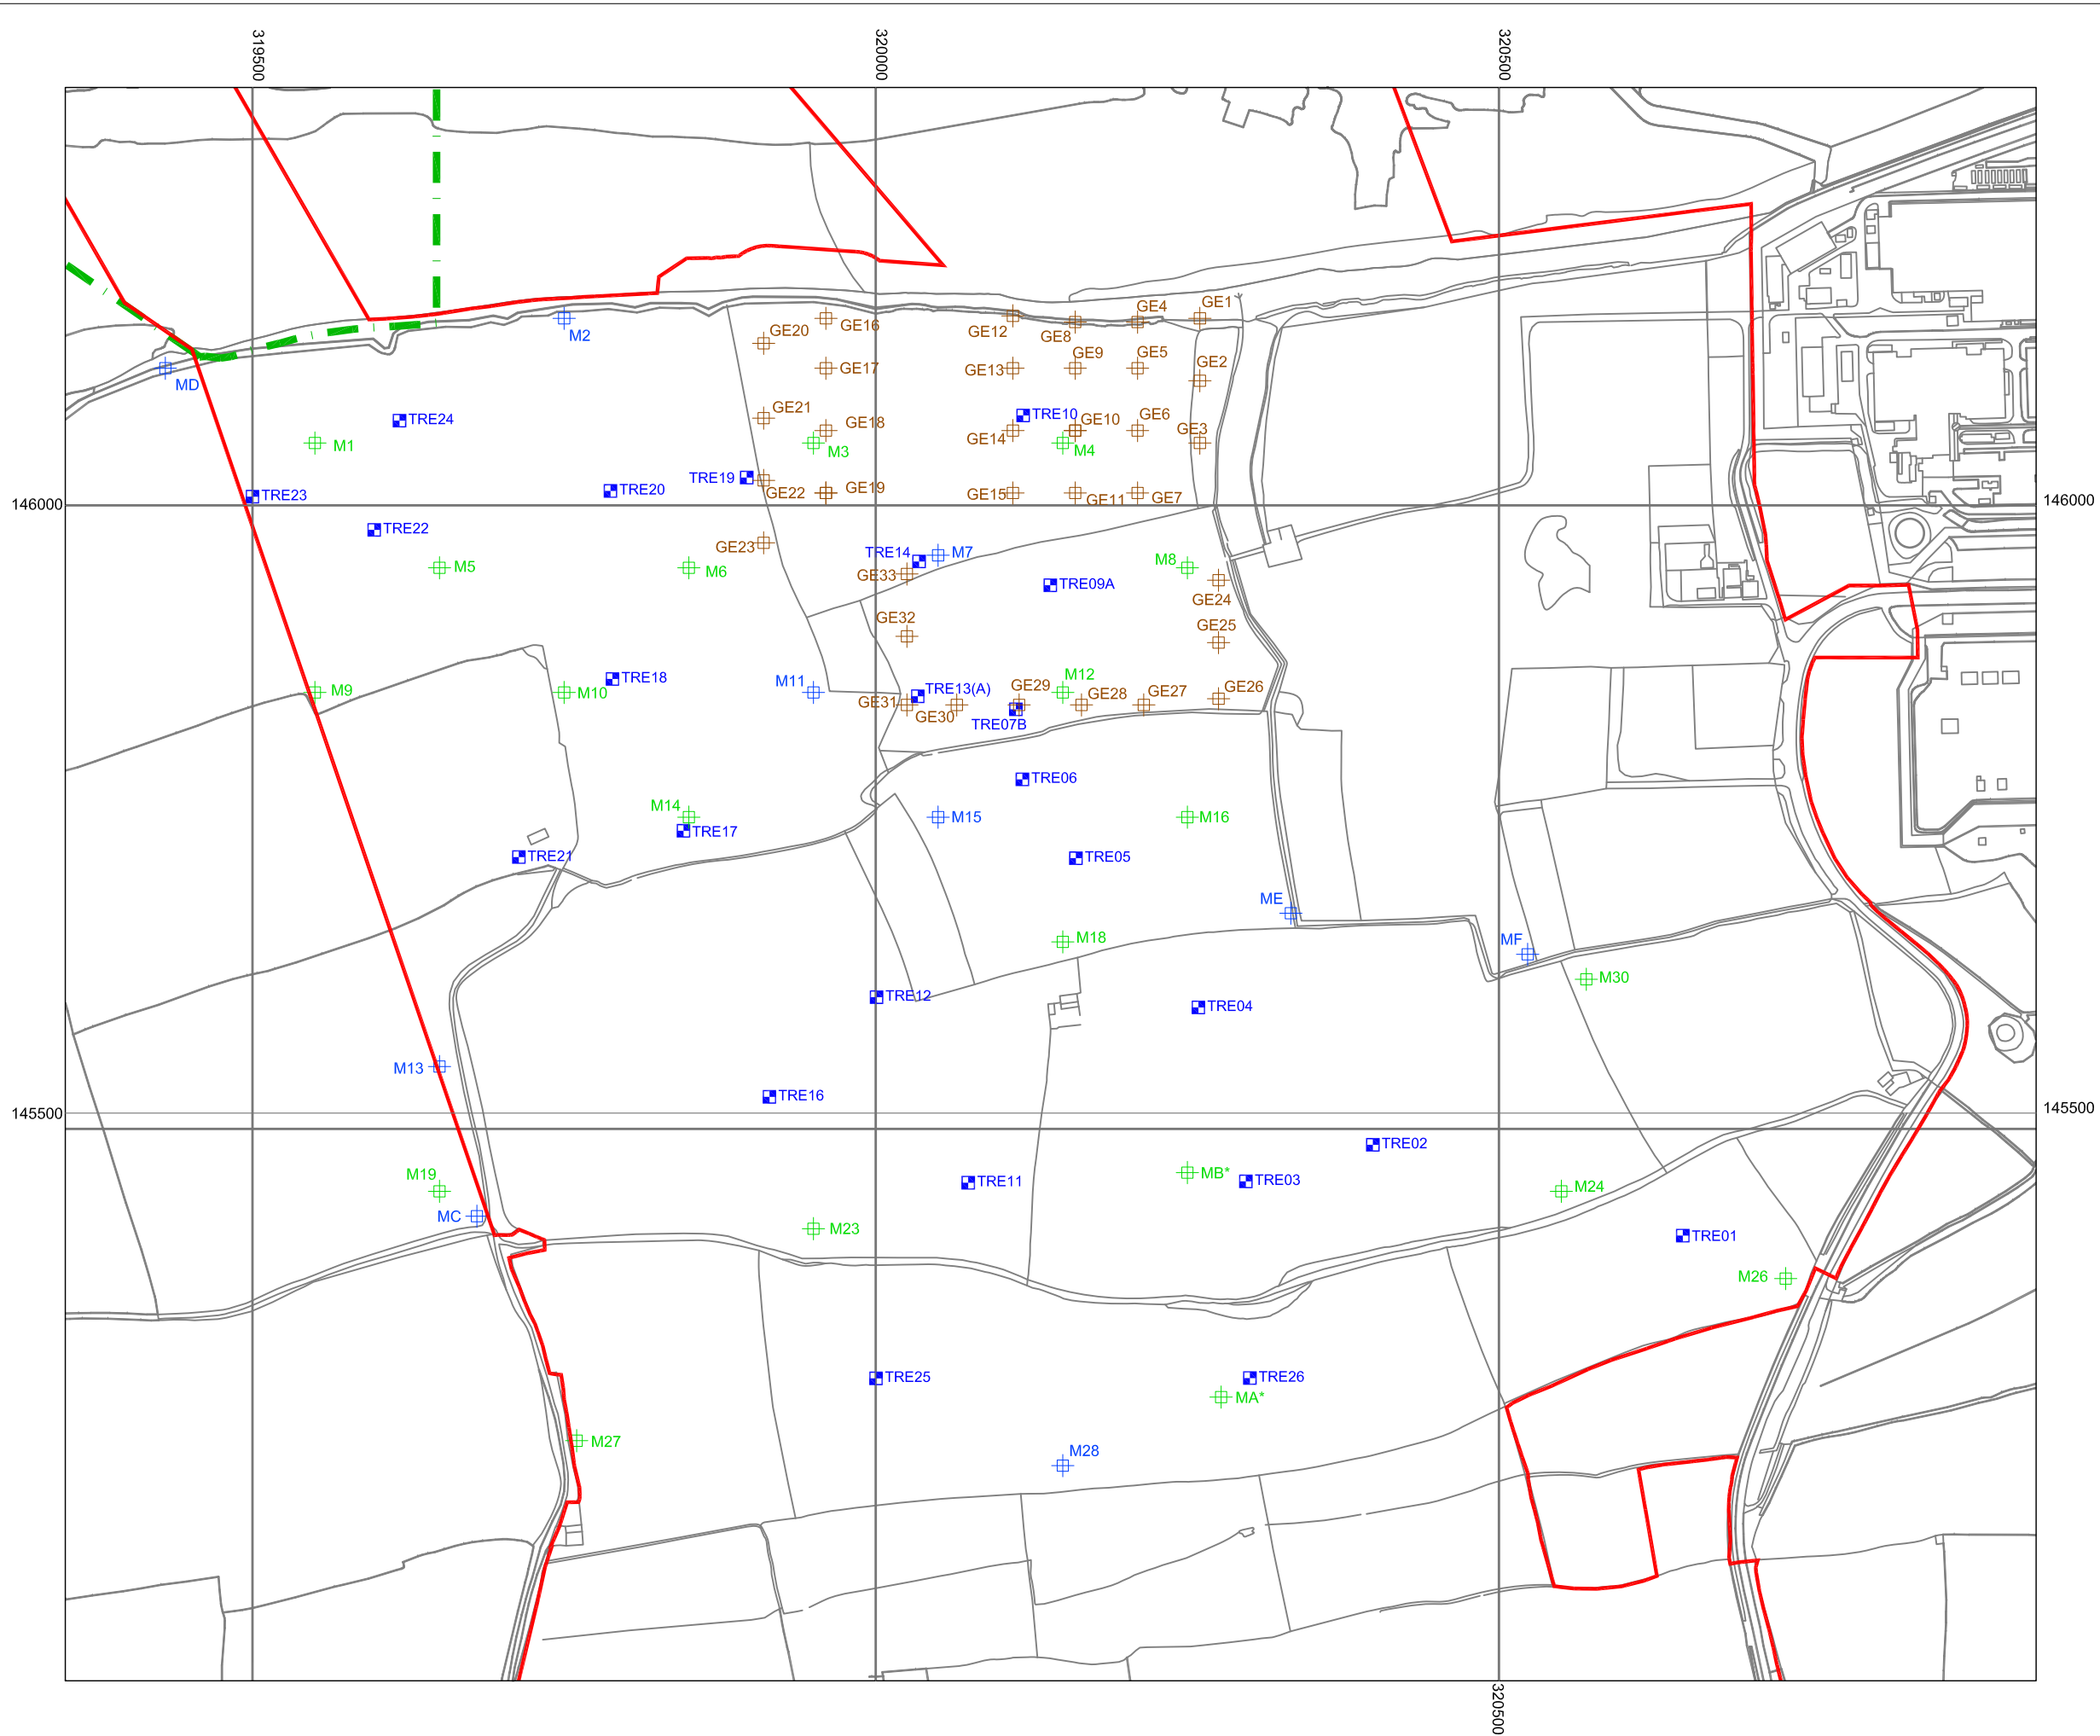 319500
320000
320500
GE1
GE4
GE16
GE12
GE8
GE20
M2
GE9
GE5
GE2
GE17
GE13
MD
GE21
TRE24
TRE10
GE10
GE6
GE18
GE14
GE3
M1
M3
M4
TRE19
GE22
GE19
GE15
GE11
GE7
TRE20
TRE23
146000
146000
TRE22
GE23
TRE14
M7
M8
M5
M6
GE33
TRE09A
GE24
GE32
GE25
TRE18
M12
M9
M10
M11
TRE13(A)
GE29
GE28
GE27
GE26
GE31
GE30
TRE07B
TRE06
M14
M15
M16
TRE17
TRE21
TRE05
ME
M18
MF
M30
TRE12
TRE04
M13
TRE16
145500
145500
TRE02
M19
MB*
TRE11
TRE03
M24
MC
M23
TRE01
M26
TRE25
TRE26
MA*
M27
M28
320500